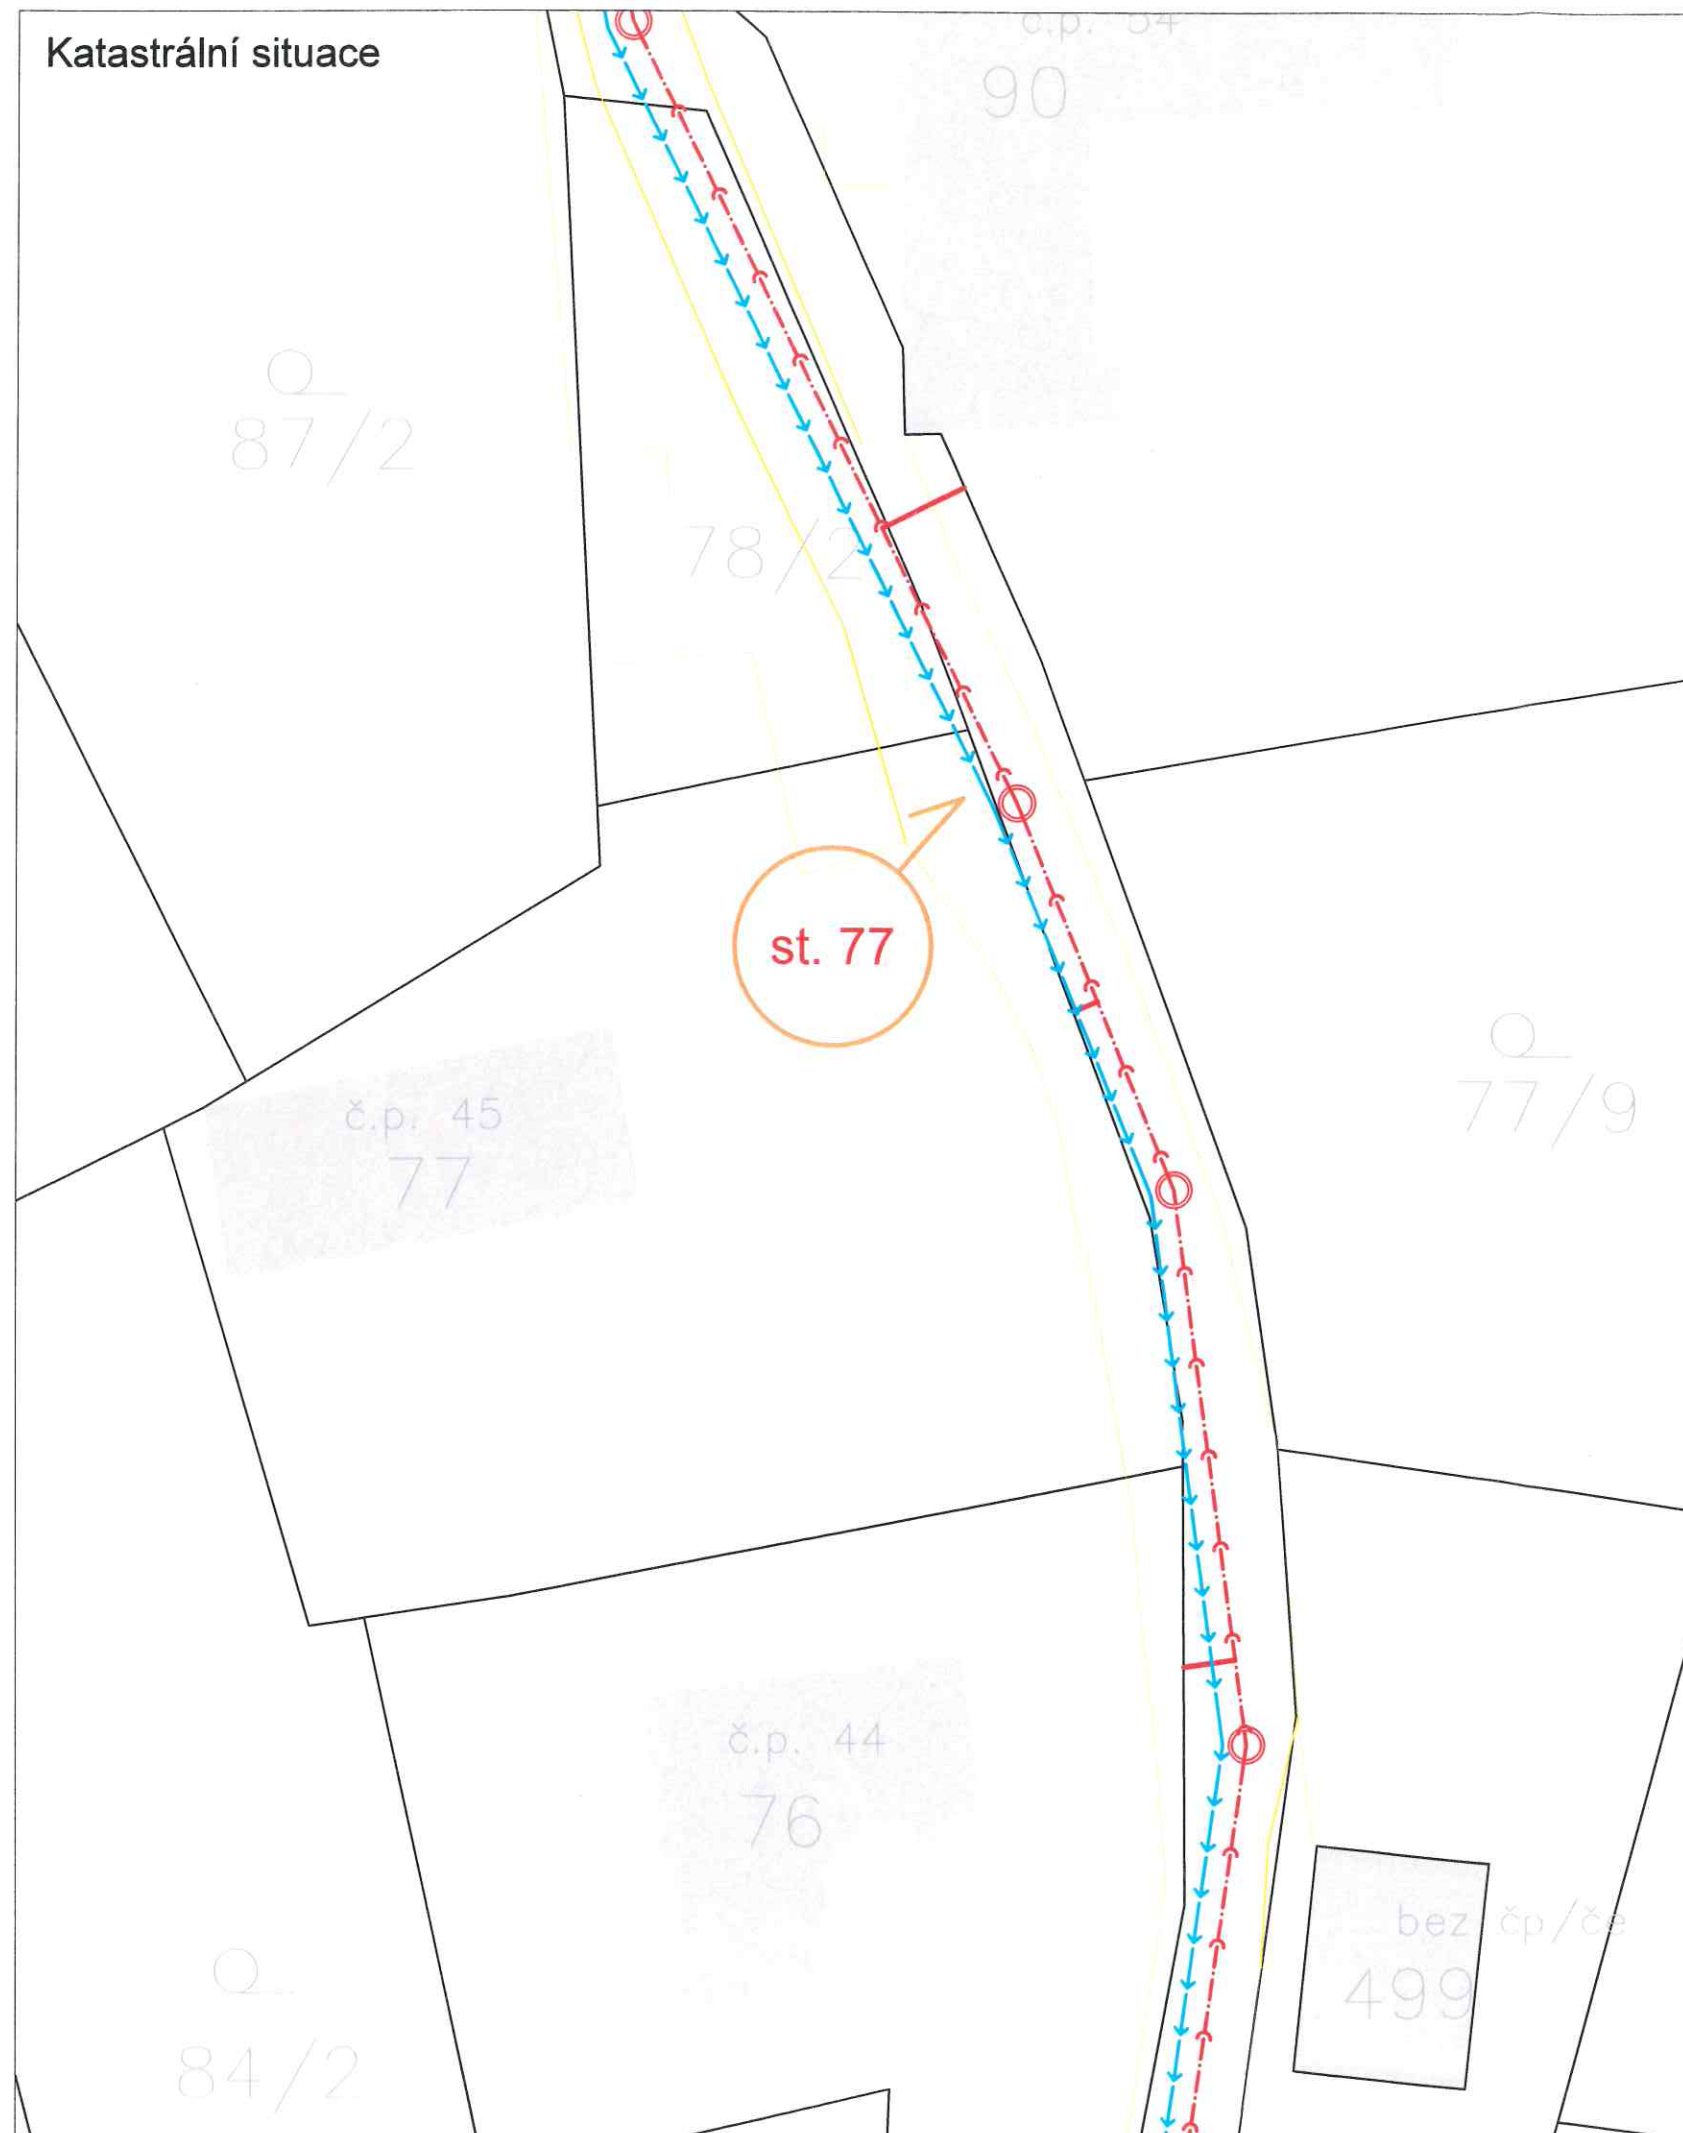 Katastrální situace
č.p. 54
90
87/2
78/2
st. 77
77/9
č.p. 45
77
č.p. 44
76
bez čp/če
499
84/2